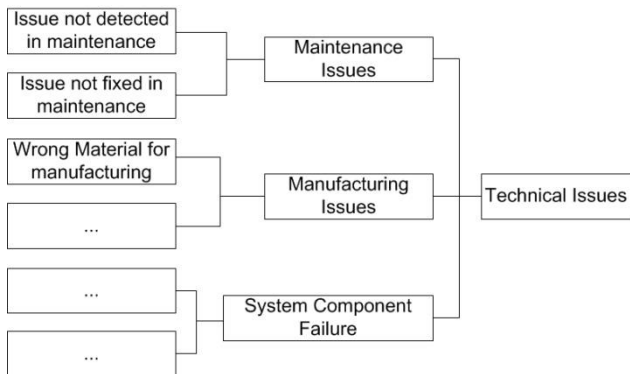 Issue not detected
in maintenance
Issue not fixed in
maintenance
Maintenance
Issues
Wrong Material for
manufacturing
...
Manufacturing
Issues
Technical Issues
...
...
System Component
Failure